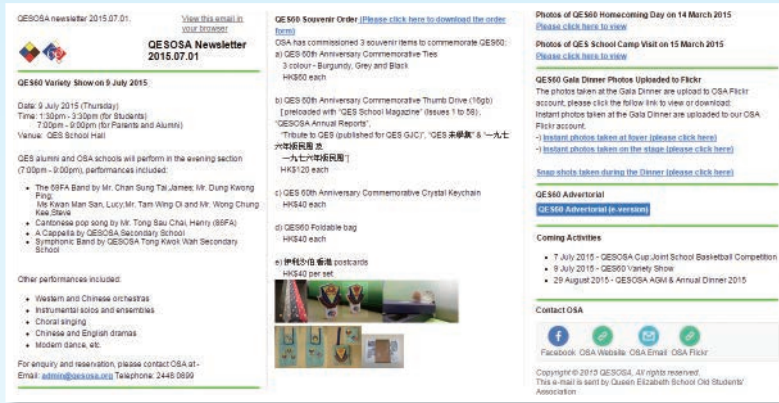 QESOSA newsletter 2015.07.01.
View this email in
your browser
QESOSA Newsletter
2015.07.01
QES60 Variety Show on 9 July 2015
Date: 9 July 2015 (Thursday)
Time: 1:30pm - 3:30pm (for Students)
7:00pm - 9:00pm (for Parents and Alumni)
Venue: QES School Hall
QES alumni and OSA schools will perform in the evening section
(7:00pm - 9:00pm), performances included:
• The 69FA Band by Mr. Chan Sung Tai,James; Mr. Dung Kwong
Ping;
Ms Kwan Man San, Lucy;Mr. Tam Wing Di and Mr. Wong Chung
Kee,Steve
• Cantonese pop song by Mr. Tong Sau Chai, Henry (86FA)
• A Cappella by QESOSA Secondary School
• Symphonic Band by QESOSA Tong Kwok Wah Secondary
School
Other performances included:
• Western and Chinese orchestras
• Instrumental solos and ensembles
• Choral singing
• Chinese and English dramas
• Modern dance, etc.
For enquiry and reservation, please contact OSA at -
Email: admin@qesosa.org Telephone: 2448 0699
QES60 Souvenir Order (Please click here to download the order
form)
OSA has commissioned 3 souvenir items to commemorate QES60:
a) QES 60th Anniversary Commemorative Ties
3 colour - Burgundy, Grey and Black
HK$60 each
b) QES 60th Anniversary Commemorative Thumb Drive (16gb)
[ preloaded with "QES School Magazine" (Issues 1 to 58),
"QESOSA Annual Reports",
"Tribute to QES (published for QES GJC)", "QES 未學集" & "一九七
六年版民園 及
一九七六年版民園"]
HK$120 each
c) QES 60th Anniversary Commemorative Crystal Keychain
HK$40 each
d) QES60 Foldable bag
HK$40 each
e) 伊利沙伯 香港 postcards
HK$40 per set
Photos of QES60 Homecoming Day on 14 March 2015
Please click here to view
Photos of QES School Camp Visit on 15 March 2015
Please click here to view
QES60 Gala Dinner Photos Uploaded to Flickr
The photos taken at the Gala Dinner are upload to OSA Flickr
account, please click the follow link to view or download:
Instant photos taken at the Gala Dinner are uploaded to our OSA
Flickr account.
-) Instant photos taken at foyer (please click here)
-) Instant photos taken on the stage (please click here)
Snap shots taken during the Dinner (please click here)
QES60 Advertorial
QES60 Advertorial (e-version)
Coming Activities
• 7 July 2015 - QESOSA Cup:Joint School Basketball Competition
• 9 July 2015 - QES60 Variety Show
• 29 August 2015 - QESOSA AGM & Annual Dinner 2015
Contact OSA
Facebook OSA Website OSA Email OSA Flickr
Copyright © 2015 QESOSA, All rights reserved.
This e-mail is sent by Queen Elizabeth School Old Students'
Association